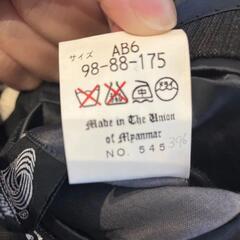 サイズ AB6
98-88-175
Made in The Union
of Myanmar
NO. 545